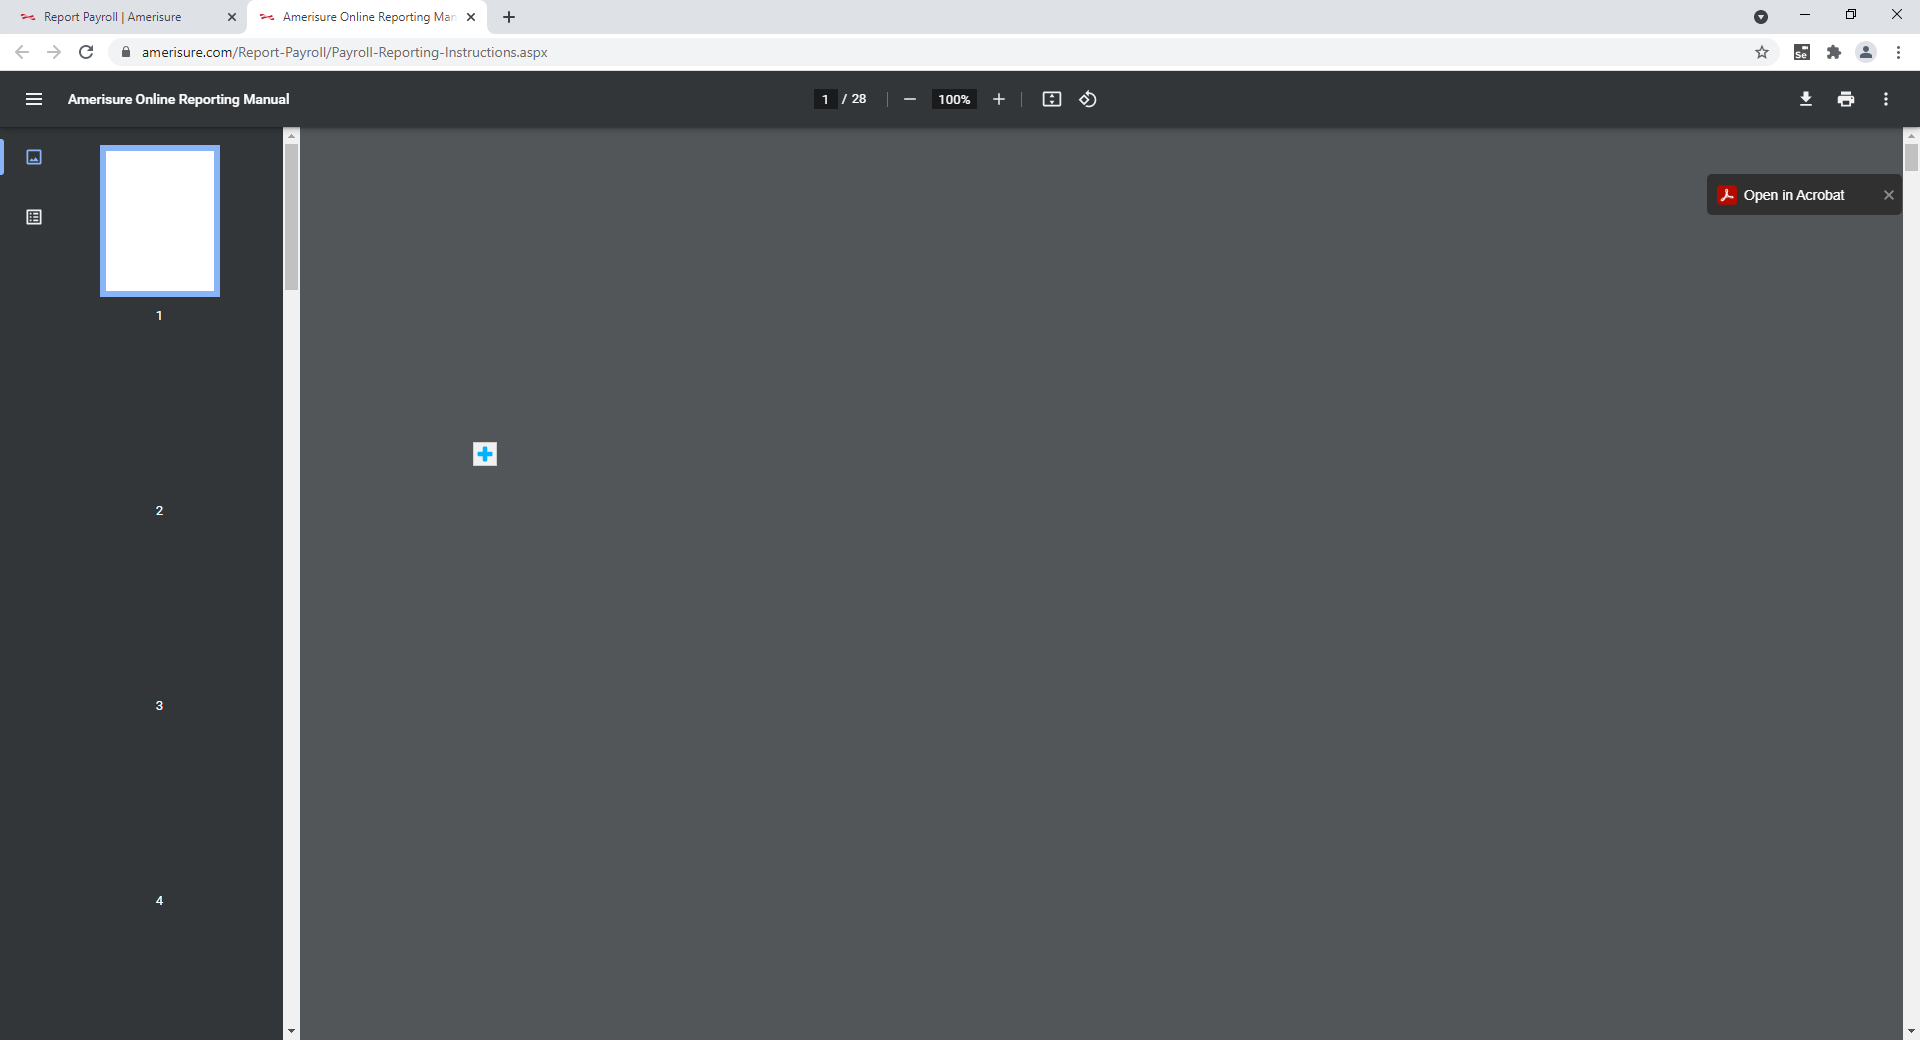 Report Payroll | Amerisure
Amerisure Online Reporting Man
amerisure.com/Report-Payroll/Payroll-Reporting-Instructions.aspx
Se
Amerisure Online Reporting Manual
1 / 28
100%
Open in Acrobat
1
2
3
4